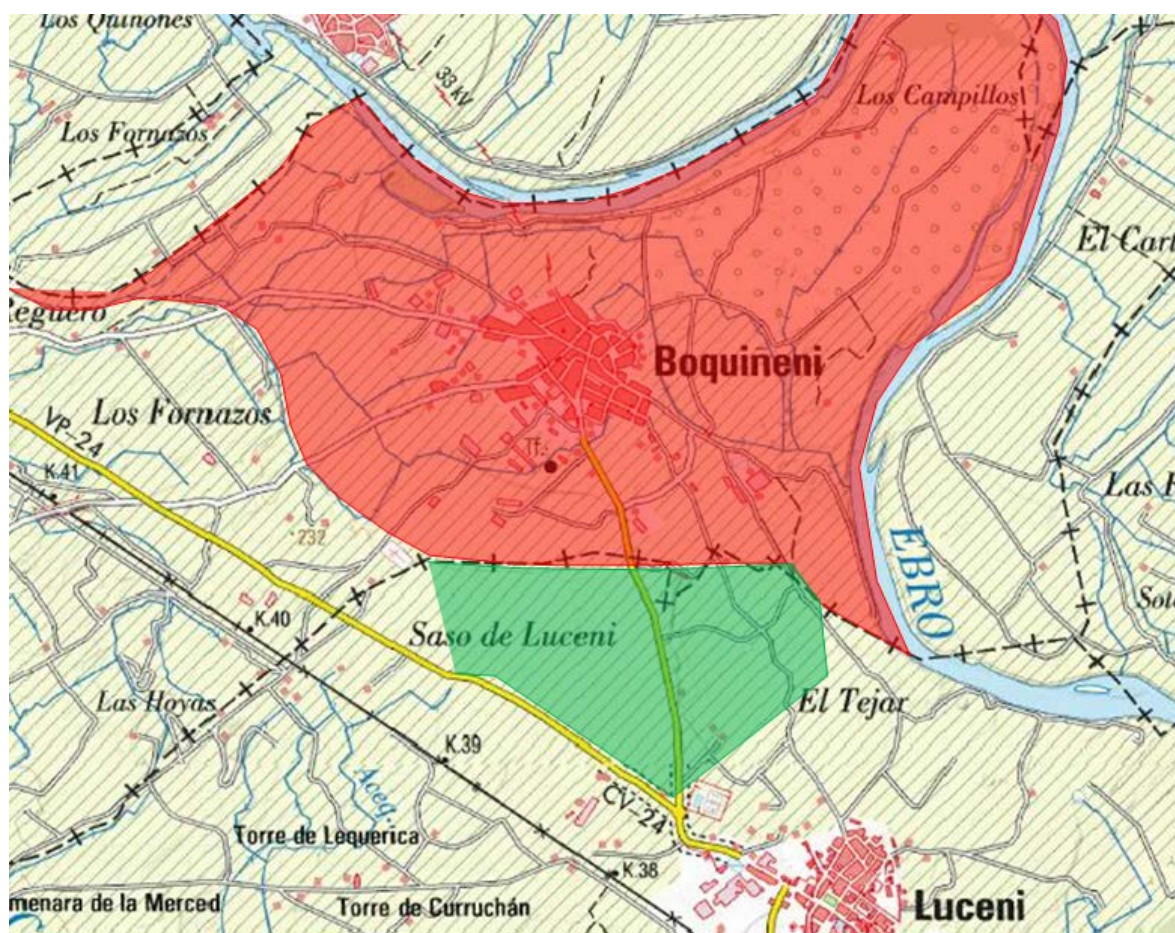 Los Quiñones
33 kV
Los Campillos
Los Fornazos
El Cart
Reguero
Boquineni
Los Fornazos
VP-24
K.41
Tf.
Las H
232
EBRO
K.40
Saso de Luceni
Soto
Las Hoyas
El Tejar
K.39
Aceq.
CV-24
Torre de Lequerica
K.38
menara de la Merced
Torre de Curruchán
Luceni